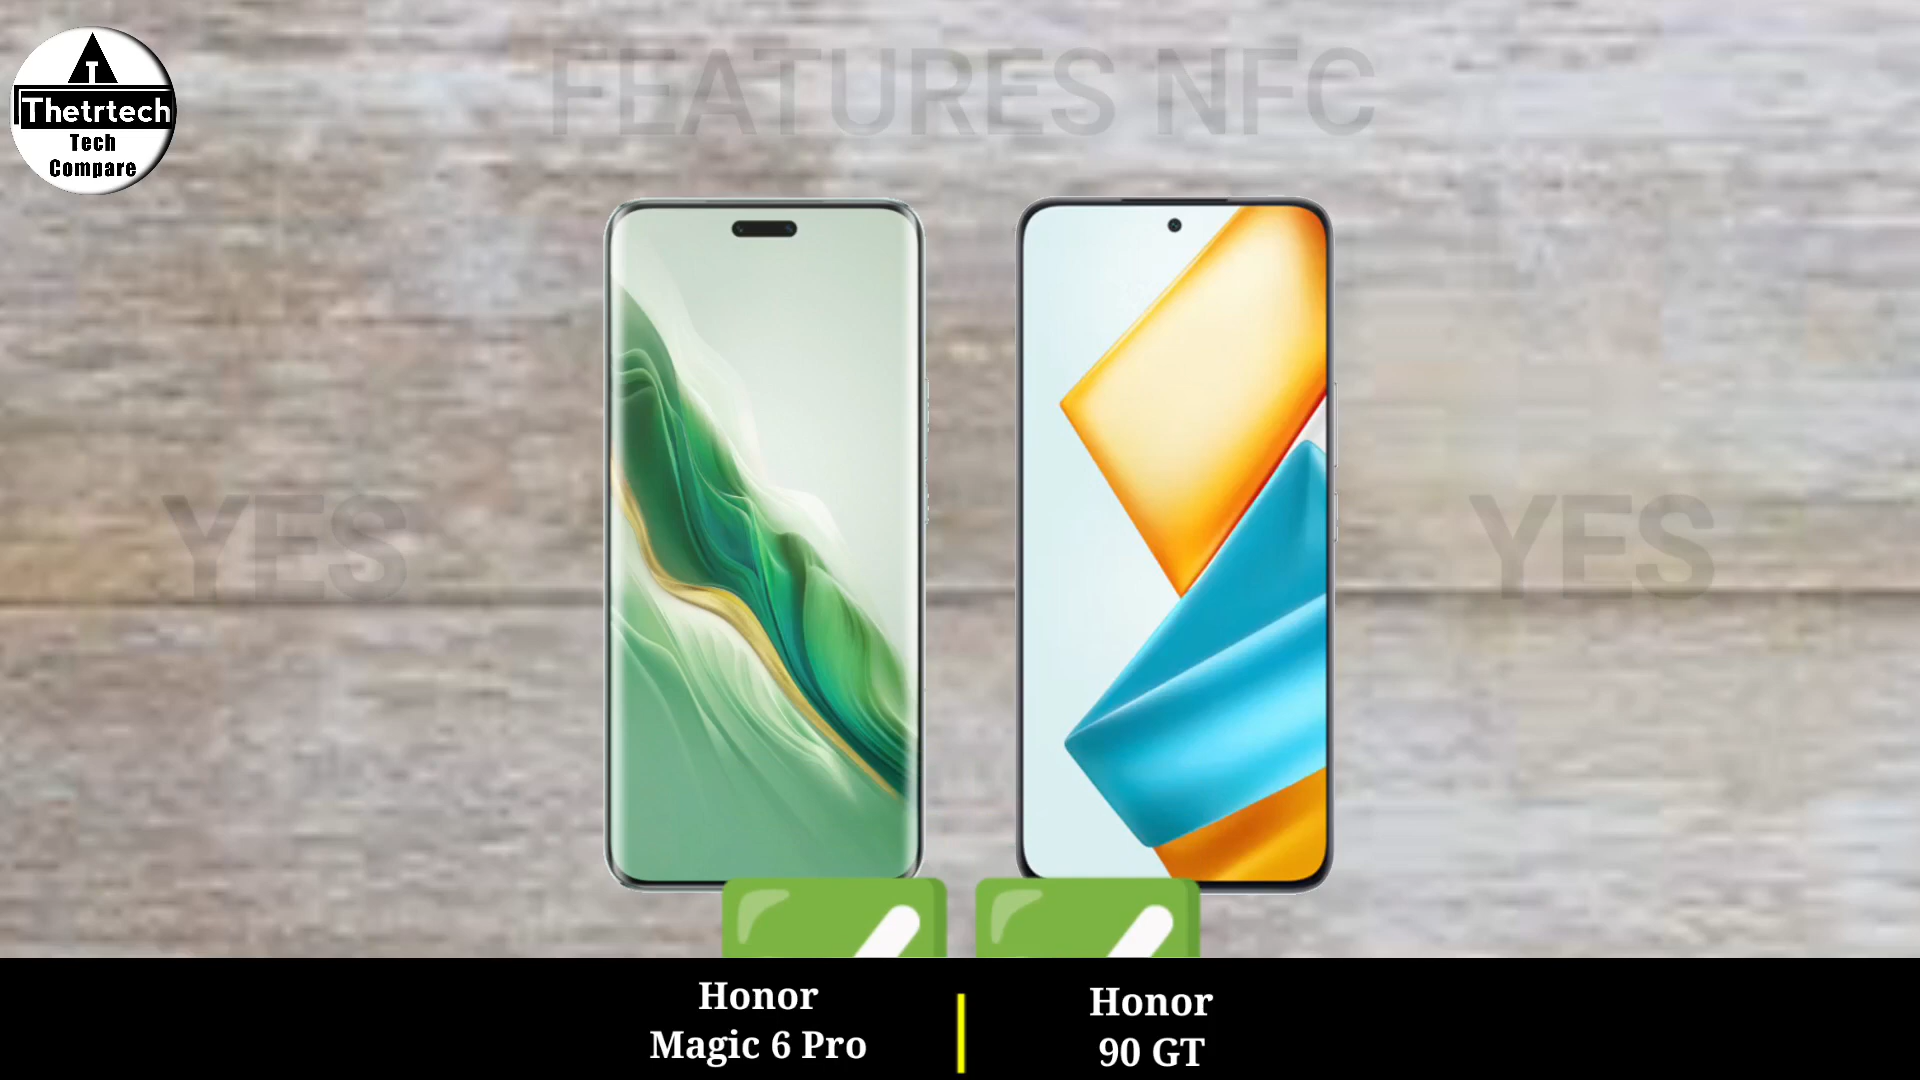 T
Thetrtech
Tech
Compare
FEATURES NFC
YES
YES
Honor
Magic 6 Pro
Honor
90 GT